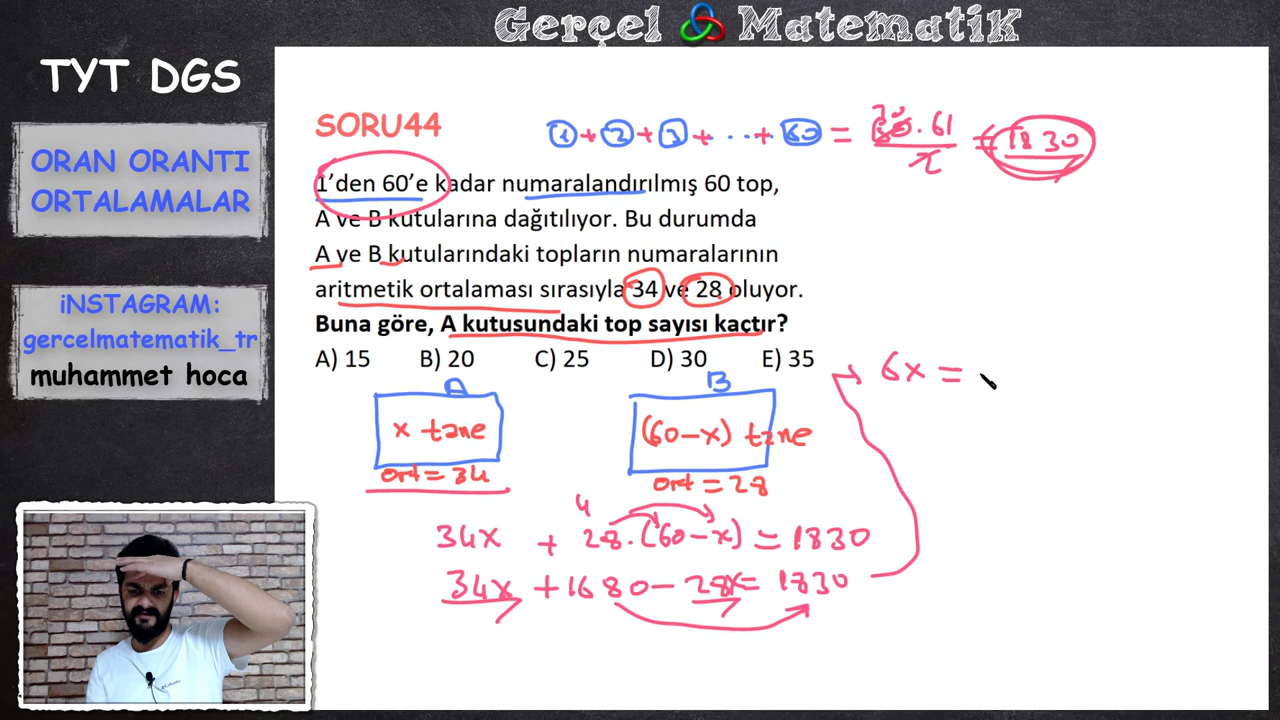 Gerçel Matematik
TYT DGS
ORAN ORANTI
ORTALAMALAR
iNSTAGRAM:
gercelmatematik_tr
muhammet hoca
SORU44
1+2+3+...+60 = 60.61/2 = 1830
30
1'den 60'e kadar numaralandırılmış 60 top,
A ve B kutularına dağıtılıyor. Bu durumda
A ve B kutularındaki topların numaralarının
aritmetik ortalaması sırasıyla 34 ve 28 oluyor.
Buna göre, A kutusundaki top sayısı kaçtır?
A) 15 B) 20 C) 25 D) 30 E) 35
6x =
A B
x tane (60-x) tane
ort = 34 ort = 28
4
34x + 28.(60-x) = 1830
34x + 1680 - 28x = 1830